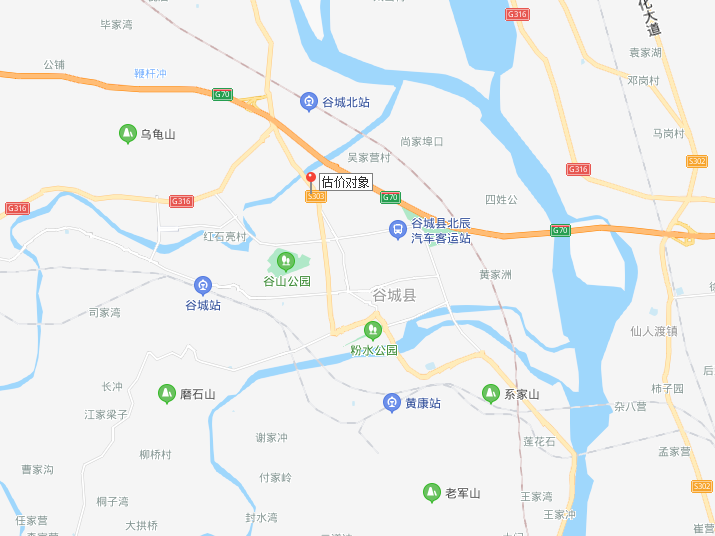 G316
化大道
毕家湾
袁家湖
公铺
鞭杆冲
邓岗村
G70
谷城北站
乌龟山
尚家埠口
马岗村
吴家营村
S302
G316
估价对象
S303
G70
四姓公
G316
G316
谷城县北辰
汽车客运站
G70
红石亮村
谷山公园
黄家洲
谷城站
谷城县
司家湾
仙人渡镇
粉水公园
后
长冲
磨石山
系家山
柿子园
黄康站
杂八营
江家梁子
谢家冲
莲花石
柳桥村
孟家营
曹家沟
付家岭
S302
老军山
王家湾
桐子湾
王家冲
封水湾
任家营
大拱桥
崔营